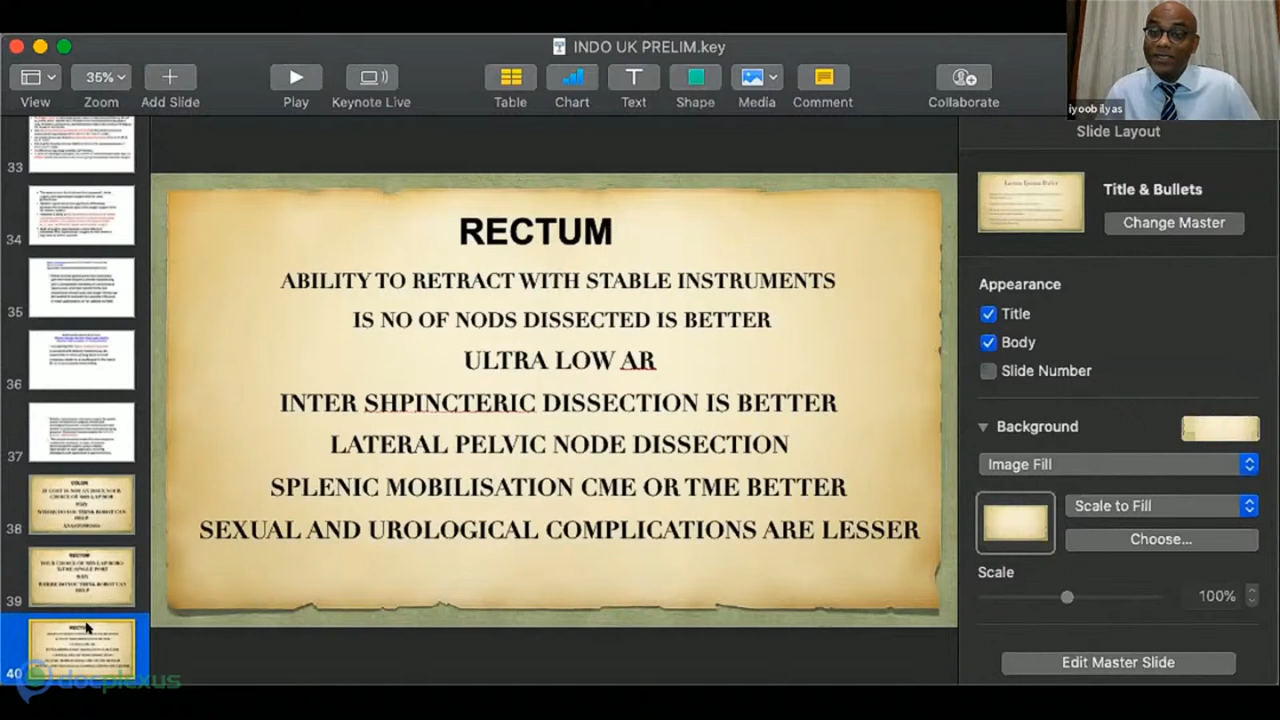 INDO UK PRELIM.key
View
35%
Zoom
Add Slide
Play
Keynote Live
Table
Chart
Text
Shape
Media
Comment
Collaborate
iyoobilyas
33
34
35
36
37
38
39
40
COLON
RECTUM
RECTUM
ABILITY TO RETRACT WITH STABLE INSTRUMENTS
IS NO OF NODS DISSECTED IS BETTER
ULTRA LOW AR
INTER SHPINCTERIC DISSECTION IS BETTER
LATERAL PELVIC NODE DISSECTION
SPLENIC MOBILISATION CME OR TME BETTER
SEXUAL AND UROLOGICAL COMPLICATIONS ARE LESSER
Slide Layout
Title & Bullets
Change Master
Appearance
Title
Body
Slide Number
Background
Image Fill
Scale to Fill
Choose...
Scale
100%
Edit Master Slide
docplexus